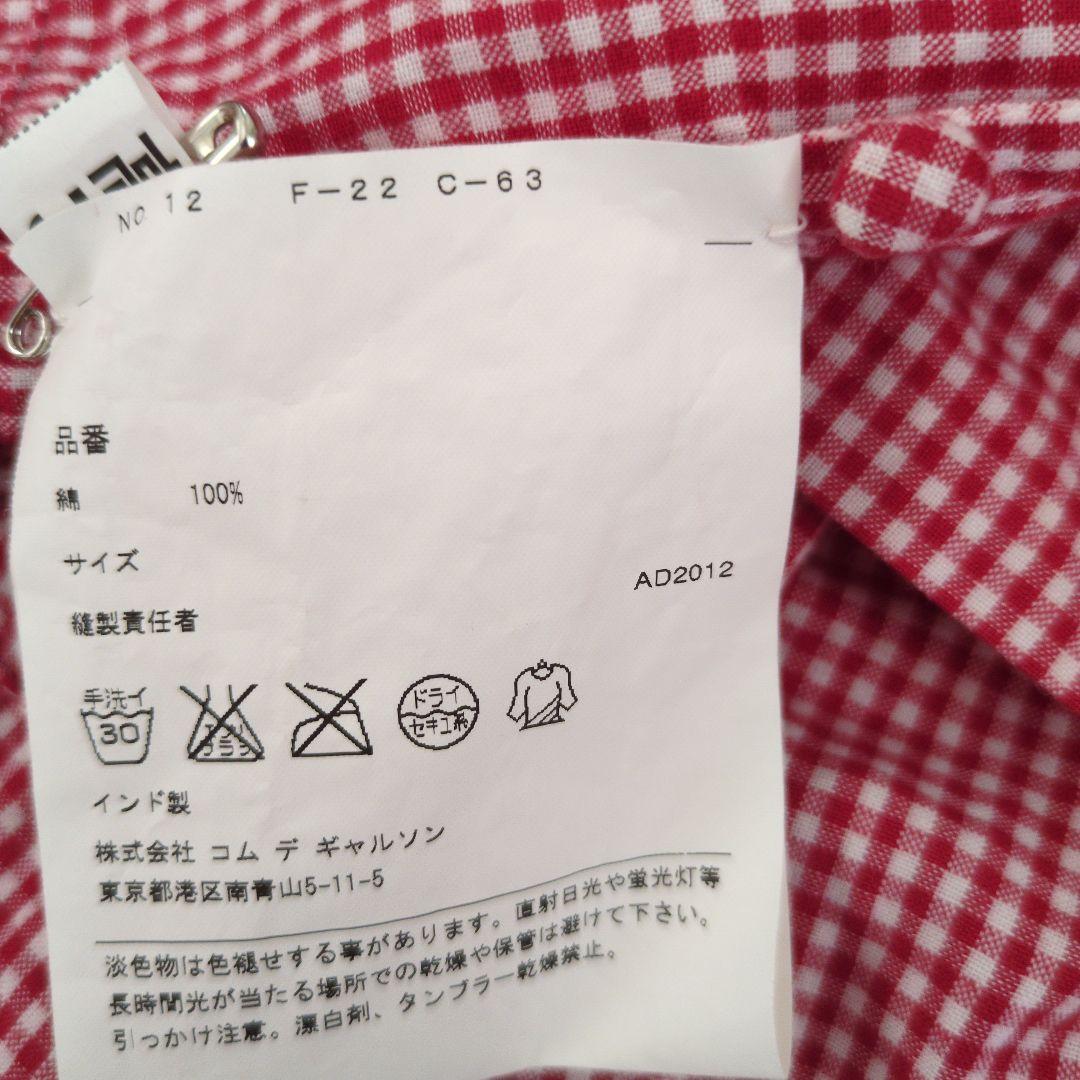 NO. 12 F-22 C-63
品番
綿 100%
サイズ
AD2012
縫製責任者
手洗イ
30
ドライ
セキユ系
インド製
株式会社 コム デ ギャルソン
東京都港区南青山5-11-5
淡色物は色褪せする事があります。直射日光や蛍光灯等
長時間光が当たる場所での乾燥や保管は避けて下さい。
引っかけ注意。漂白剤、タンブラー乾燥禁止。